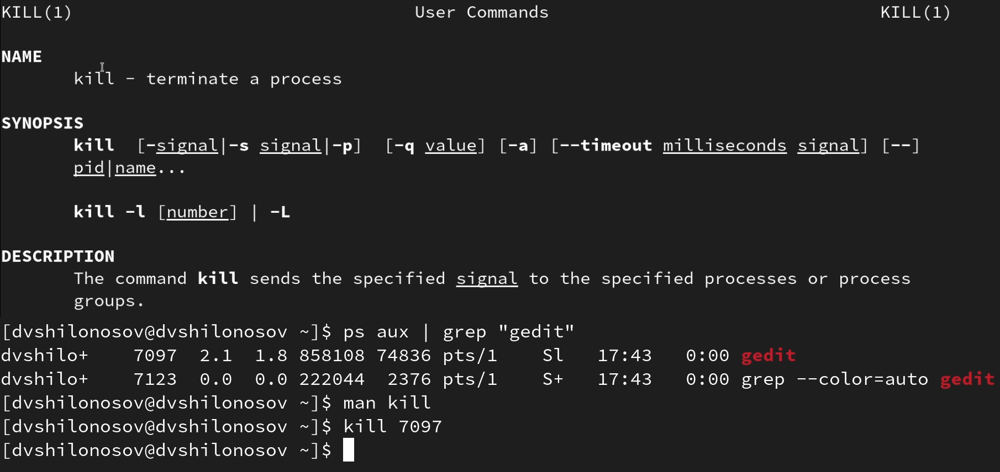 KILL(1) User Commands KILL(1)
NAME
kill - terminate a process
SYNOPSIS
kill [-signal|-s signal|-p] [-q value] [-a] [--timeout milliseconds signal] [--]
pid|name...
kill -l [number] | -L
DESCRIPTION
The command kill sends the specified signal to the specified processes or process
groups.
[dvshilonosov@dvshilonosov ~]$ ps aux | grep "gedit"
dvshilo+ 7097 2.1 1.8 858108 74836 pts/1 Sl 17:43 0:00 gedit
dvshilo+ 7123 0.0 0.0 222044 2376 pts/1 S+ 17:43 0:00 grep --color=auto gedit
[dvshilonosov@dvshilonosov ~]$ man kill
[dvshilonosov@dvshilonosov ~]$ kill 7097
[dvshilonosov@dvshilonosov ~]$